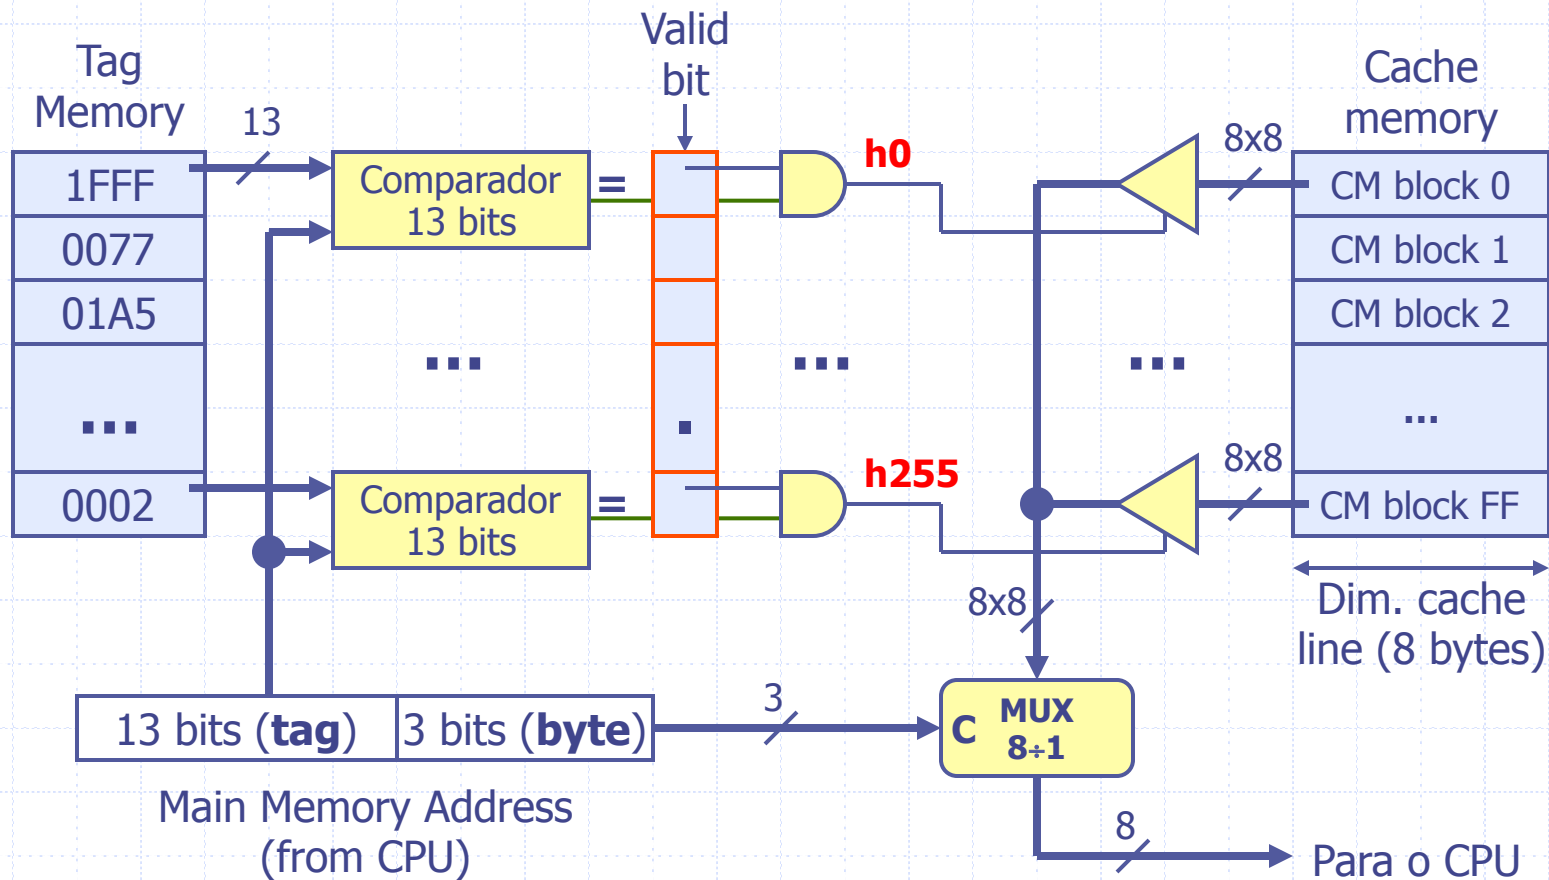 Valid
bit
Tag
Memory
Cache
memory
13
8x8
h0
1FFF
0077
01A5
...
0002
Comparador
13 bits
=
CM block 0
CM block 1
CM block 2
...
CM block FF
...
.
...
...
h255
8x8
Comparador
13 bits
=
8x8
Dim. cache
line (8 bytes)
13 bits (tag)
3 bits (byte)
3
C
MUX
8÷1
Main Memory Address
(from CPU)
8
Para o CPU